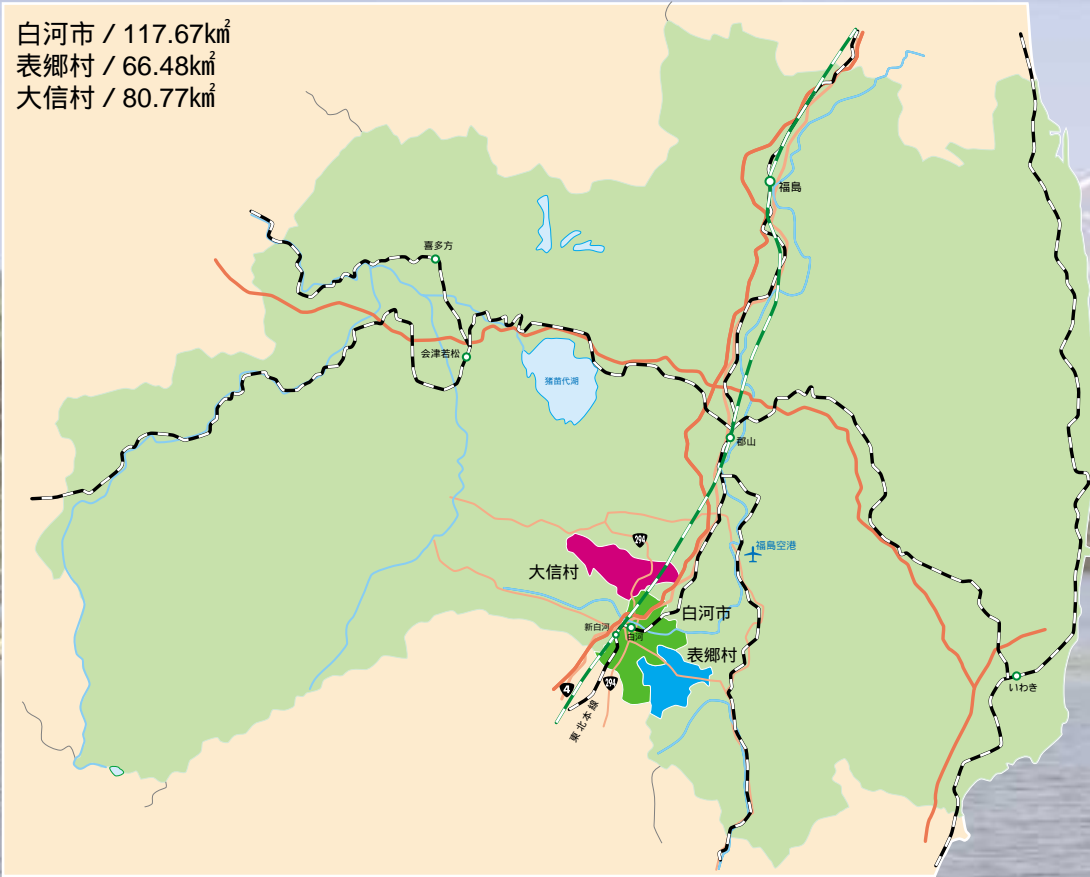 白河市 / 117.67k㎡
表郷村 / 66.48k㎡
大信村 / 80.77k㎡
福島
喜多方
会津若松
猪苗代湖
郡山
294
福島空港
大信村
白河市
新白河
白河
表郷村
294
4
いわき
東北本線